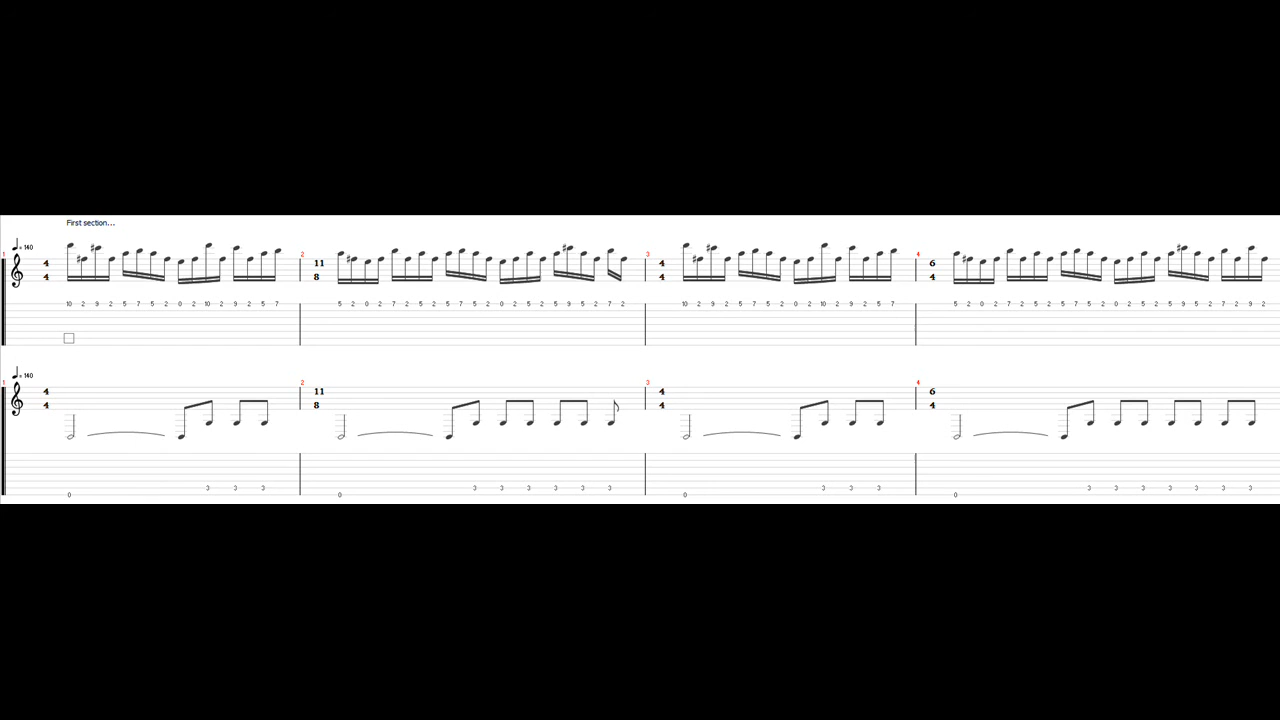 First section...
= 140
1 2 3 4
4 11 4 6
4 8 4 4
10 2 9 2 5 7 5 2 0 2 10 2 9 2 5 7 5 2 0 2 7 2 5 2 5 7 5 2 0 2 5 2 5 9 5 2 7 2 10 2 9 2 5 7 5 2 0 2 10 2 9 2 5 7 5 2 0 2 7 2 5 2 5 7 5 2 0 2 5 2 5 9 5 2 7 2 9 2
= 140
1 2 3 4
4 11 4 6
4 8 4 4
3 3 3 3 3 3 3 3 3 3 3 3 3 3 3 3 3 3
0 0 0 0